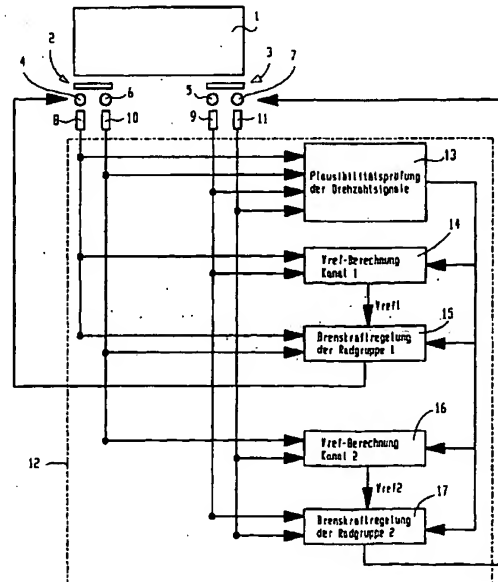 1
2
3
4
6
5
7
8
10
9
11
13
Plausibilitätsprüfung
der Drehzahlsignale
14
Vref-Berechnung
Kanal 1
Vref1
15
Bremskraftregelung
der Radgruppe 1
16
Vref-Berechnung
Kanal 2
12
Vref2
17
Bremskraftregelung
der Radgruppe 2